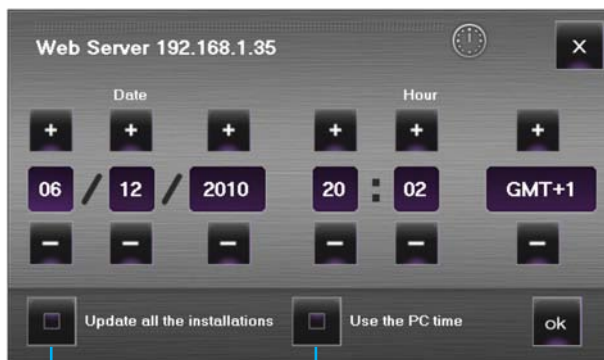 Web Server 192.168.1.35 X
Date Hour
+ + + + + +
06 / 12 / 2010 20 : 02 GMT+1
− − − − − −
Update all the installations Use the PC time ok